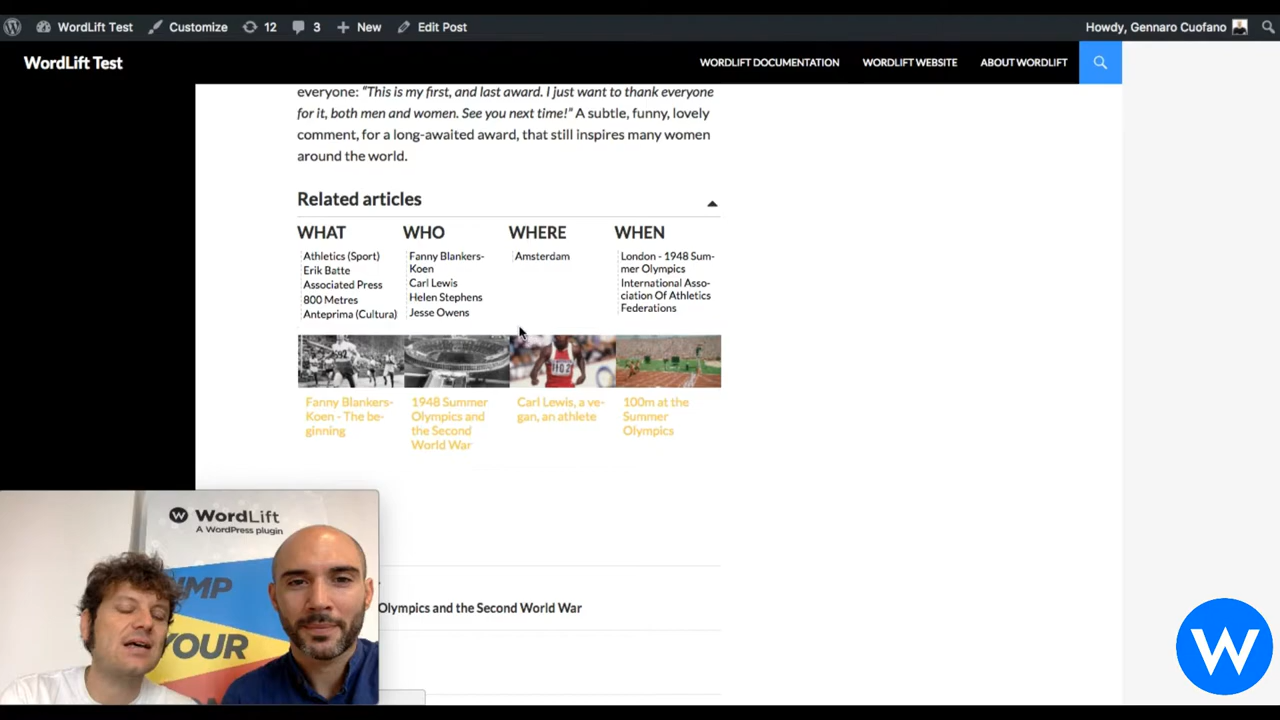 WordLift Test
Customize
12
3
New
Edit Post
Howdy, Gennaro Cuofano
WordLift Test
WORDLIFT DOCUMENTATION
WORDLIFT WEBSITE
ABOUT WORDLIFT
everyone: “This is my first, and last award. I just want to thank everyone
for it, both men and women. See you next time!” A subtle, funny, lovely
comment, for a long-awaited award, that still inspires many women
around the world.
Related articles
WHAT
Athletics (Sport)
Erik Batte
Associated Press
800 Metres
Anteprima (Cultura)
WHO
Fanny Blankers-
Koen
Carl Lewis
Helen Stephens
Jesse Owens
WHERE
Amsterdam
WHEN
London - 1948 Sum-
mer Olympics
International Asso-
ciation Of Athletics
Federations
Fanny Blankers-
Koen - The be-
ginning
1948 Summer
Olympics and
the Second
World War
Carl Lewis, a ve-
gan, an athlete
100m at the
Summer
Olympics
Olympics and the Second World War
W WordLift
A WordPress plugin
YOUR
W